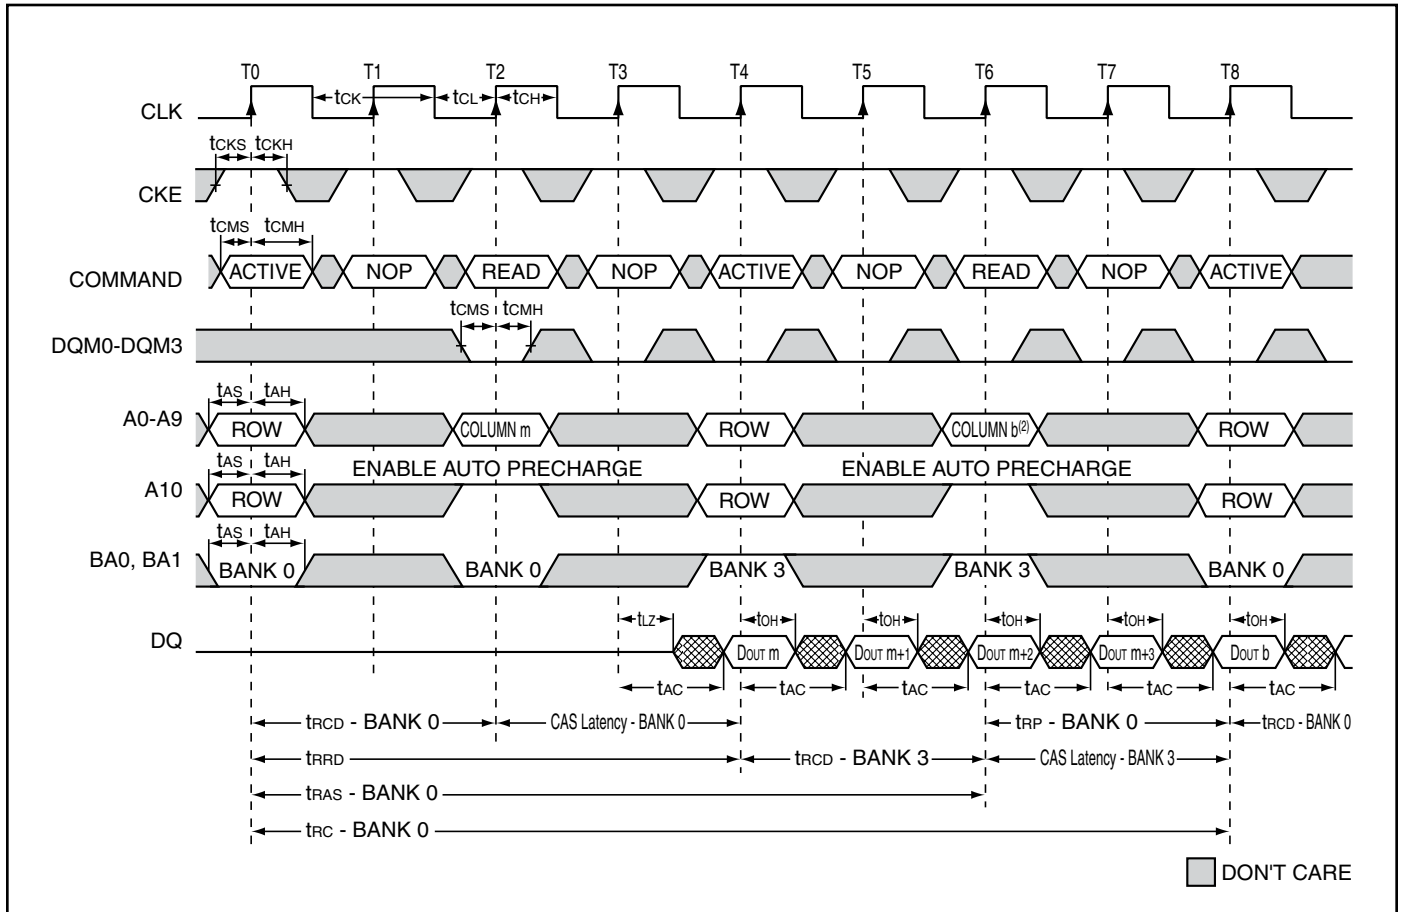 T0 T1 T2 T3 T4 T5 T6 T7 T8
CLK tCK tCL tCH
tCKS tCKH
CKE
tCMS tCMH
COMMAND ACTIVE NOP READ NOP ACTIVE NOP READ NOP ACTIVE
tCMS tCMH
DQM0-DQM3
tAS tAH
A0-A9 ROW COLUMN m ROW COLUMN b(2) ROW
tAS tAH ENABLE AUTO PRECHARGE ENABLE AUTO PRECHARGE
A10 ROW ROW ROW
tAS tAH
BA0, BA1 BANK 0 BANK 0 BANK 3 BANK 3 BANK 0
tLZ tOH tOH tOH tOH tOH
DQ DOUT m DOUT m+1 DOUT m+2 DOUT m+3 DOUT b
tAC tAC tAC tAC tAC tAC
tRCD - BANK 0 CAS Latency - BANK 0 tRP - BANK 0 tRCD - BANK 0
tRRD tRCD - BANK 3 CAS Latency - BANK 3
tRAS - BANK 0
tRC - BANK 0
DON'T CARE